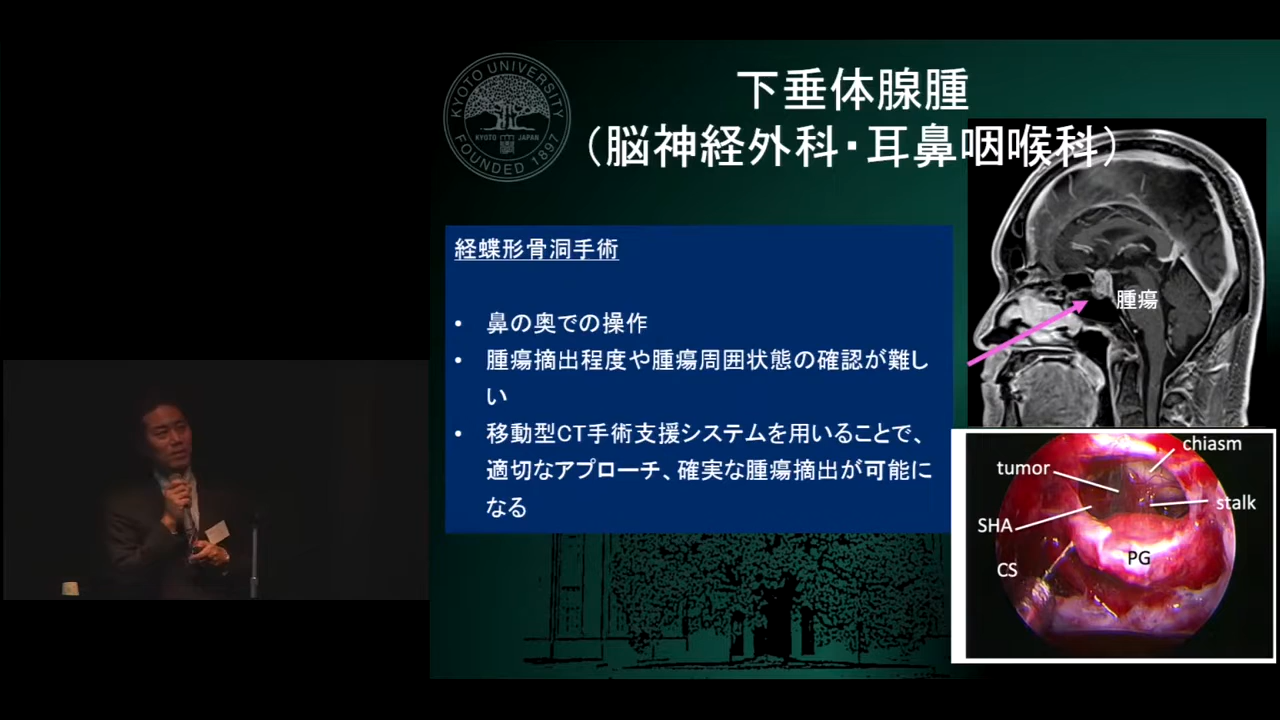 KYOTO UNIVERSITY
KYOTO JAPAN
FOUNDED 1897
下垂体腺腫
（脳神経外科・耳鼻咽喉科）
経蝶形骨洞手術
• 鼻の奥での操作
• 腫瘍摘出程度や腫瘍周囲状態の確認が難し
い
• 移動型CT手術支援システムを用いることで、
適切なアプローチ、確実な腫瘍摘出が可能に
なる
腫瘍
chiasm
tumor
stalk
SHA
PG
CS